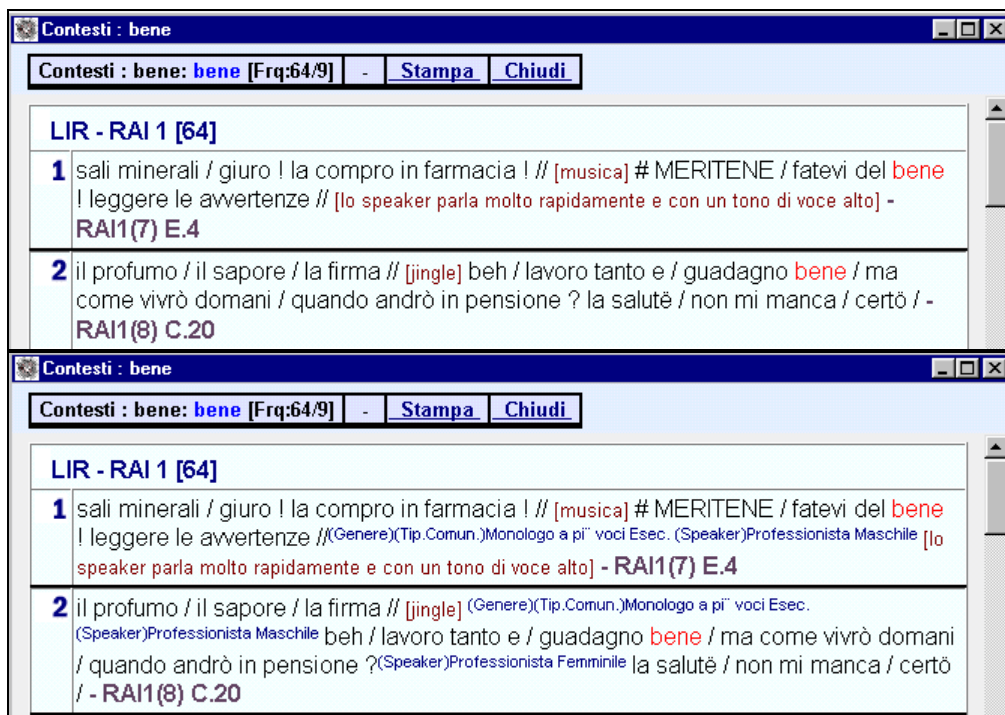 Contesti : bene
Contesti : bene: bene [Frq:64/9] - Stampa Chiudi
LIR - RAI 1 [64]
1 sali minerali / giuro ! la compro in farmacia ! // [musica] # MERITENE / fatevi del bene
! leggere le avvertenze // [lo speaker parla molto rapidamente e con un tono di voce alto] -
RAI1(7) E.4
2 il profumo / il sapore / la firma // [jingle] beh / lavoro tanto e / guadagno bene / ma
come vivrò domani / quando andrò in pensione ? la salutë / non mi manca / certö / -
RAI1(8) C.20
Contesti : bene
Contesti : bene: bene [Frq:64/9] - Stampa Chiudi
LIR - RAI 1 [64]
1 sali minerali / giuro ! la compro in farmacia ! // [musica] # MERITENE / fatevi del bene
! leggere le avvertenze //(Genere)(Tip.Comun.)Monologo a pi¨ voci Esec. (Speaker)Professionista Maschile [lo
speaker parla molto rapidamente e con un tono di voce alto] - RAI1(7) E.4
2 il profumo / il sapore / la firma // [jingle] (Genere)(Tip.Comun.)Monologo a pi¨ voci Esec.
(Speaker)Professionista Maschile beh / lavoro tanto e / guadagno bene / ma come vivrò domani
/ quando andrò in pensione ?(Speaker)Professionista Femminile la salutë / non mi manca / certö
/ - RAI1(8) C.20